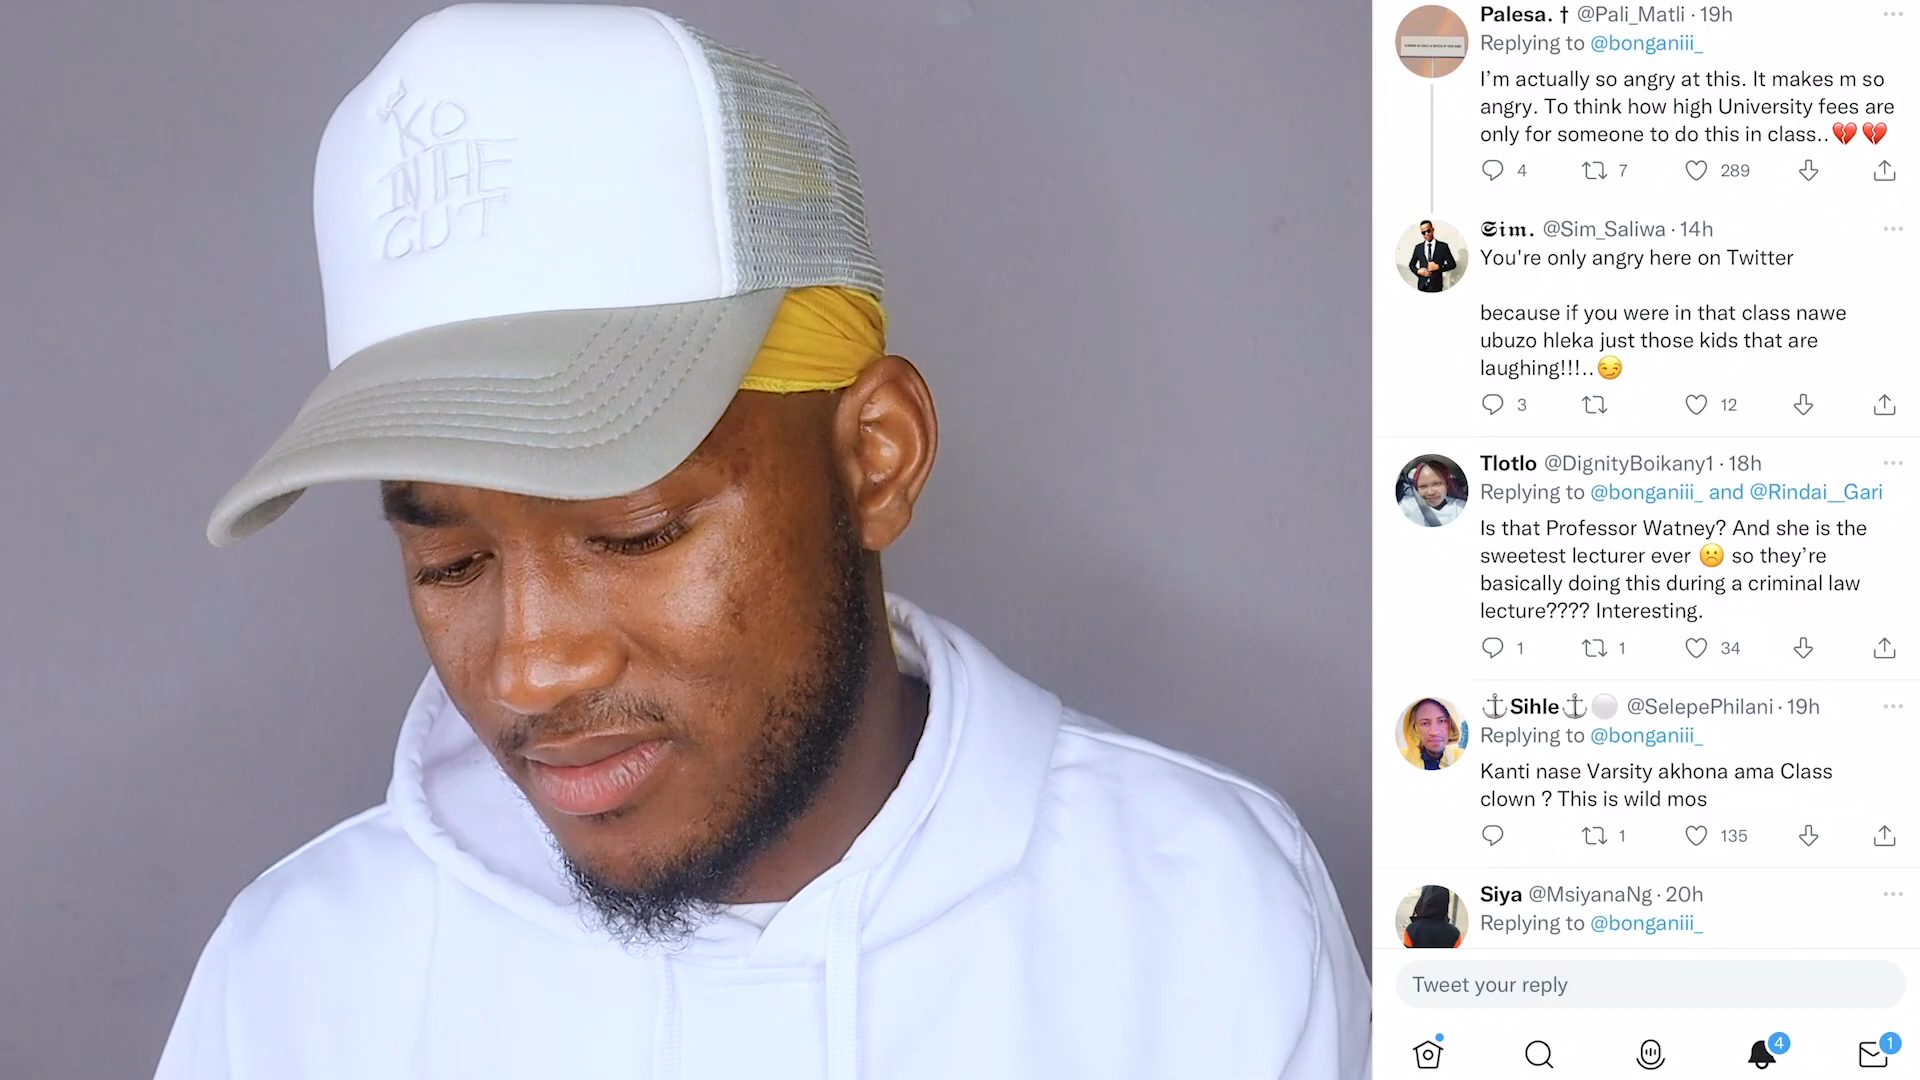 KO
IN THE
CUT
Palesa. † @Pali_Matli · 19h
Replying to @bonganiii_
I’m actually so angry at this. It makes m so
angry. To think how high University fees are
only for someone to do this in class..💔💔
4 7 289
𝕾𝖎𝖒. @Sim_Saliwa · 14h
You're only angry here on Twitter
because if you were in that class nawe
ubuzo hleka just those kids that are
laughing!!!..😏
3 12
Tlotlo @DignityBoikany1 · 18h
Replying to @bonganiii_ and @Rindai__Gari
Is that Professor Watney? And she is the
sweetest lecturer ever ☹️ so they’re
basically doing this during a criminal law
lecture???? Interesting.
1 1 34
⚓Sihle⚓⚪ @SelepePhilani · 19h
Replying to @bonganiii_
Kanti nase Varsity akhona ama Class
clown ? This is wild mos
1 135
Siya @MsiyanaNg · 20h
Replying to @bonganiii_
Tweet your reply
4 1